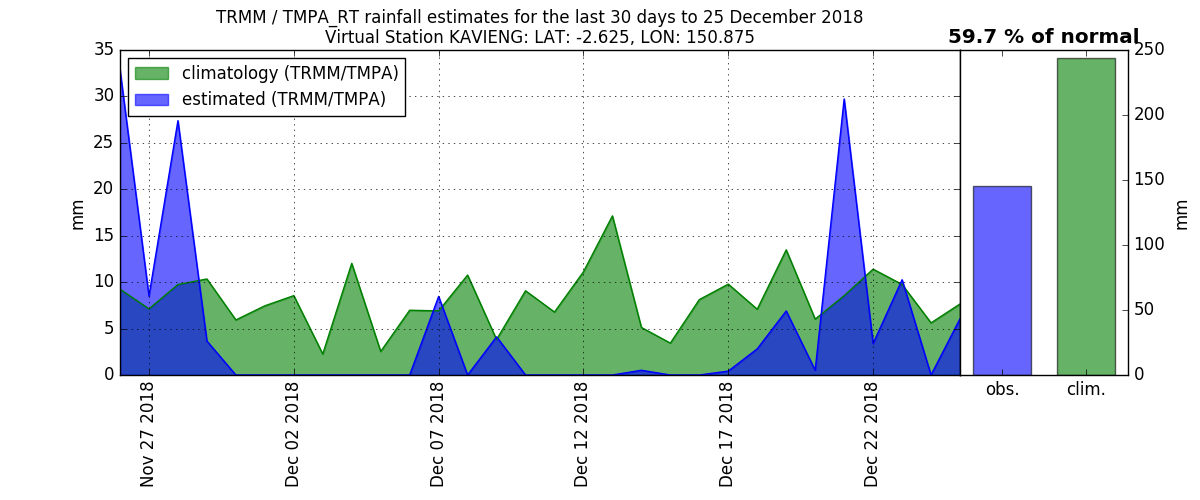 TRMM / TMPA_RT rainfall estimates for the last 30 days to 25 December 2018
Virtual Station KAVIENG: LAT: -2.625, LON: 150.875
59.7 % of normal
climatology (TRMM/TMPA)
estimated (TRMM/TMPA)
35
30
25
20
15
10
5
0
mm
Nov 27 2018
Dec 02 2018
Dec 07 2018
Dec 12 2018
Dec 17 2018
Dec 22 2018
obs.
clim.
250
200
150
100
50
0
mm